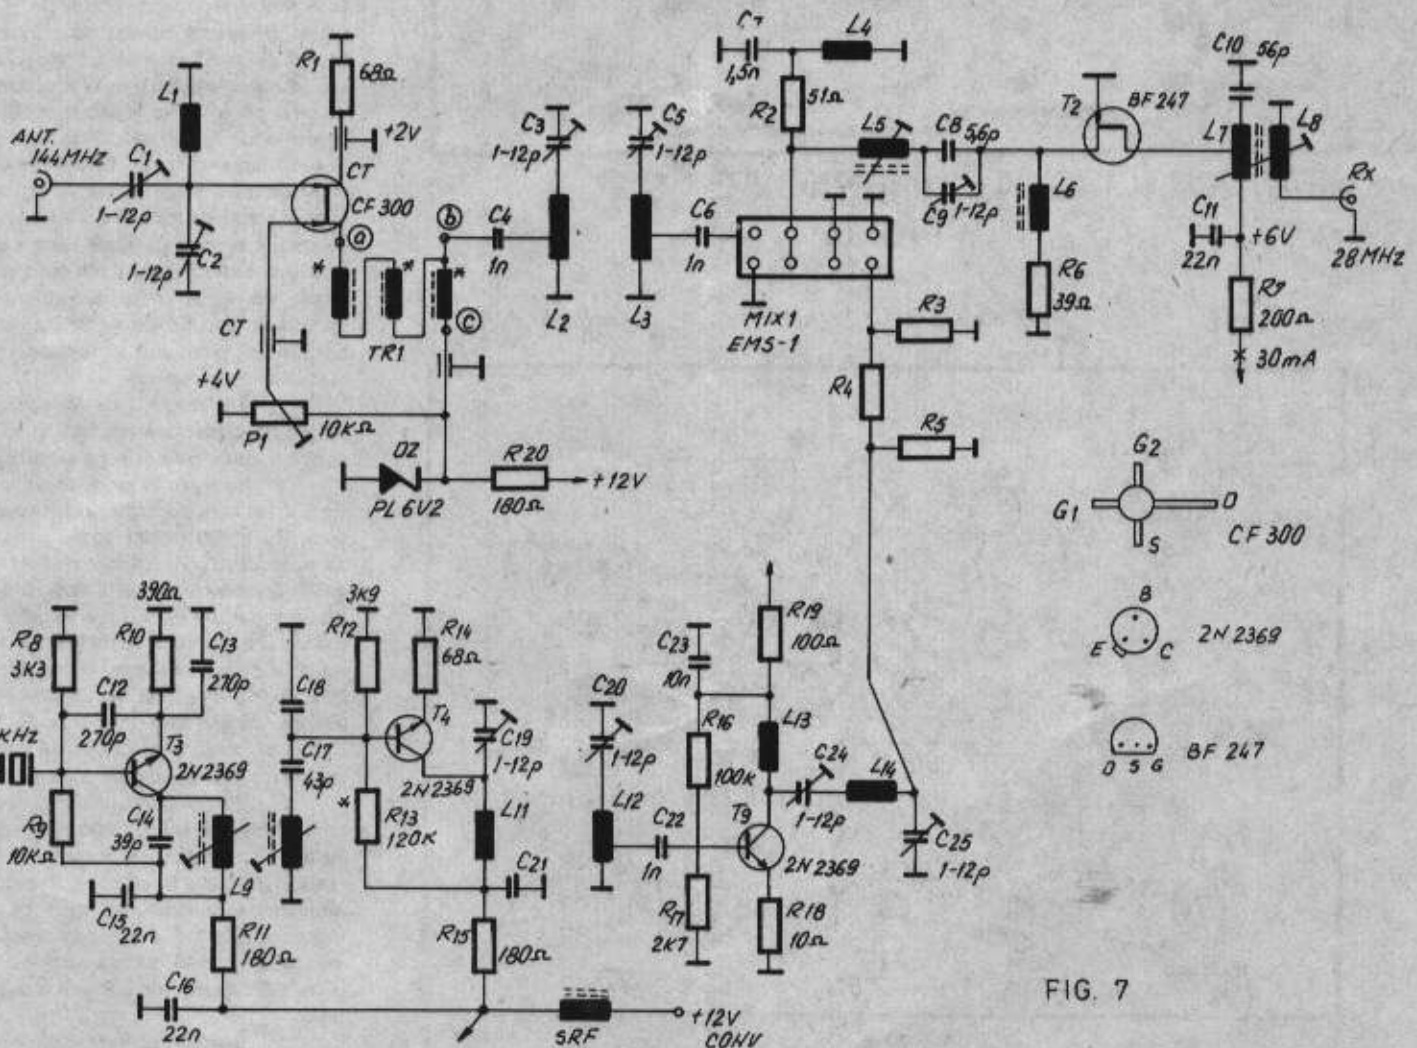 C7
1,5n
L4
R1
68Ω
R2
51Ω
C10
56p
L1
+2V
T2
BF 247
ANT.
144MHZ
C1
1-12p
CT
CF 300
C3
1-12p
C5
1-12p
L5
C8
5,6p
L7
L8
C2
1-12p
a
b
*
*
*
C4
1n
C6
1n
C9
1-12p
L6
C11
22n
+6V
RX
28MHZ
CT
c
TR1
L2
L3
MIX1
EMS-1
R3
R6
39Ω
R7
200Ω
30mA
+4V
P1
10KΩ
R4
R5
DZ
PL6V2
R20
180Ω
+12V
G2
G1
D
S
CF 300
390Ω
R8
3K3
R10
C13
270p
3K9
R12
R14
68Ω
C23
10n
R19
100Ω
B
E
C
2N 2369
C12
270p
C18
C20
1-12p
R16
100K
L13
KHZ
T3
2N2369
C17
43p
T4
2N2369
C19
1-12p
C24
1-12p
L14
D S G
BF 247
R9
10KΩ
C14
39p
*
R13
120K
L11
L12
C22
1n
T9
2N2369
C25
1-12p
L9
C21
C15
22n
R11
180Ω
R15
180Ω
R17
2K7
R18
10Ω
C16
22n
SRF
+12V
CONV
FIG. 7